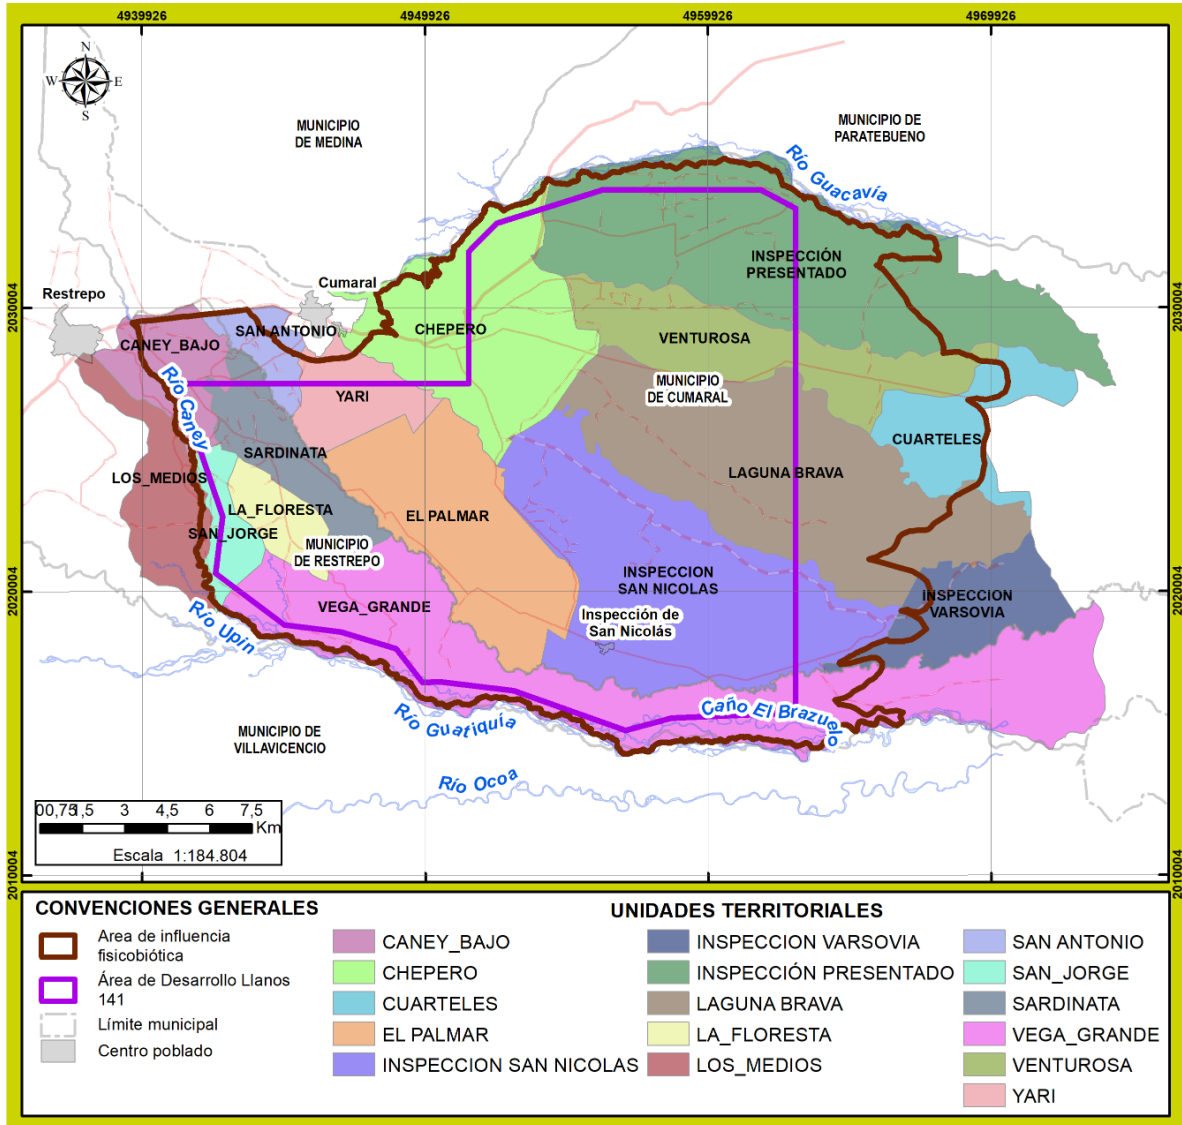 4939926
4949926
4959926
4969926
N
W
E
S
MUNICIPIO
DE MEDINA
MUNICIPIO DE
PARATEBUENO
Río Guacavía
INSPECCIÓN
PRESENTADO
Cumaral
Restrepo
2030004
2030004
SAN ANTONIO
CHEPERO
CANEY_BAJO
VENTUROSA
Río Caney
YARI
MUNICIPIO
DE CUMARAL
CUARTELES
SARDINATA
LOS_MEDIOS
LAGUNA BRAVA
LA_FLORESTA
EL PALMAR
SAN_JORGE
MUNICIPIO
DE RESTREPO
INSPECCION
SAN NICOLAS
2020004
2020004
INSPECCION
VARSOVIA
VEGA_GRANDE
Inspección de
San Nicolás
Río Upin
Río Guatiquía
Caño El Brazuelo
MUNICIPIO DE
VILLAVICENCIO
Río Ocoa
00,751,5 3 4,5 6 7,5
Km
Escala 1:184.804
2010004
2010004
CONVENCIONES GENERALES
Area de influencia
fisicobiótica
Área de Desarrollo Llanos
141
Límite municipal
Centro poblado
UNIDADES TERRITORIALES
CANEY_BAJO
CHEPERO
CUARTELES
EL PALMAR
INSPECCION SAN NICOLAS
INSPECCION VARSOVIA
INSPECCIÓN PRESENTADO
LAGUNA BRAVA
LA_FLORESTA
LOS_MEDIOS
SAN ANTONIO
SAN_JORGE
SARDINATA
VEGA_GRANDE
VENTUROSA
YARI